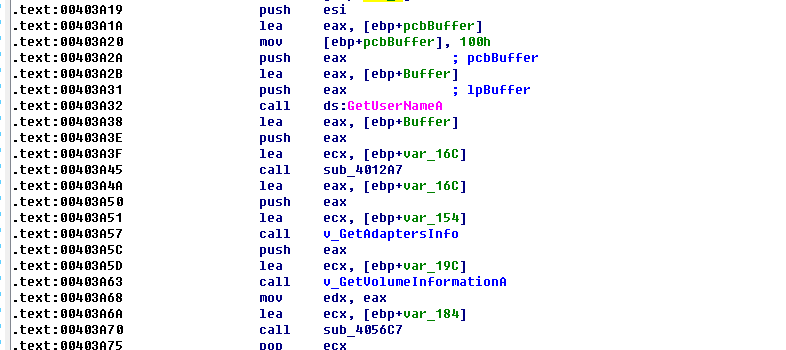 .text:00403A19 push esi
.text:00403A1A lea eax, [ebp+pcbBuffer]
.text:00403A20 mov [ebp+pcbBuffer], 100h
.text:00403A2A push eax ; pcbBuffer
.text:00403A2B lea eax, [ebp+Buffer]
.text:00403A31 push eax ; lpBuffer
.text:00403A32 call ds:GetUserNameA
.text:00403A38 lea eax, [ebp+Buffer]
.text:00403A3E push eax
.text:00403A3F lea ecx, [ebp+var_16C]
.text:00403A45 call sub_4012A7
.text:00403A4A lea eax, [ebp+var_16C]
.text:00403A50 push eax
.text:00403A51 lea ecx, [ebp+var_154]
.text:00403A57 call v_GetAdaptersInfo
.text:00403A5C push eax
.text:00403A5D lea ecx, [ebp+var_19C]
.text:00403A63 call v_GetVolumeInformationA
.text:00403A68 mov edx, eax
.text:00403A6A lea ecx, [ebp+var_184]
.text:00403A70 call sub_4056C7
.text:00403A75 pop ecx